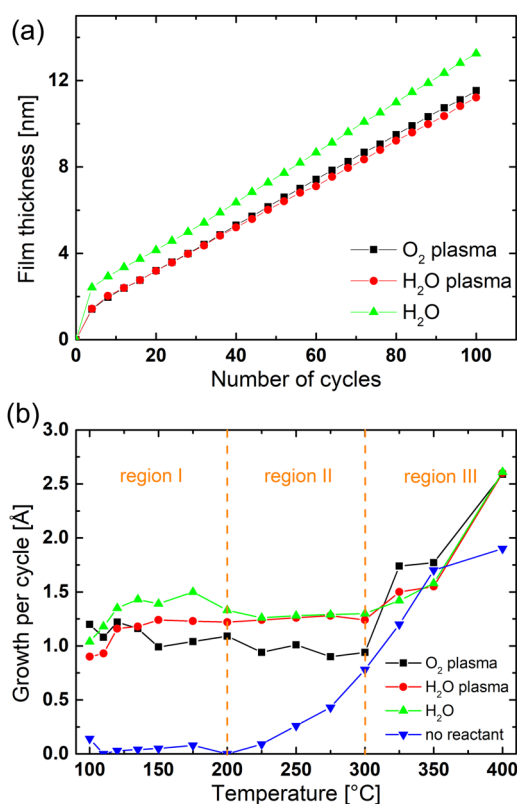 (a)
Film thickness [nm]
12
8
4
0
O₂ plasma
H₂O plasma
H₂O
0 20 40 60 80 100
Number of cycles
(b)
Growth per cycle [Å]
3.0
2.5
2.0
1.5
1.0
0.5
0.0
region I region II region III
O₂ plasma
H₂O plasma
H₂O
no reactant
100 150 200 250 300 350 400
Temperature [°C]